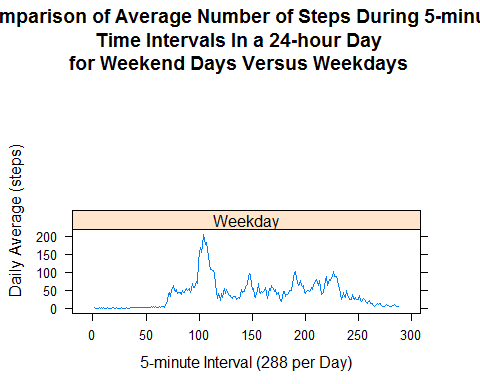 mparison of Average Number of Steps During 5-minu
Time Intervals In a 24-hour Day
for Weekend Days Versus Weekdays
Daily Average (steps)
Weekday
200
150
100
50
0
0 50 100 150 200 250 300
5-minute Interval (288 per Day)